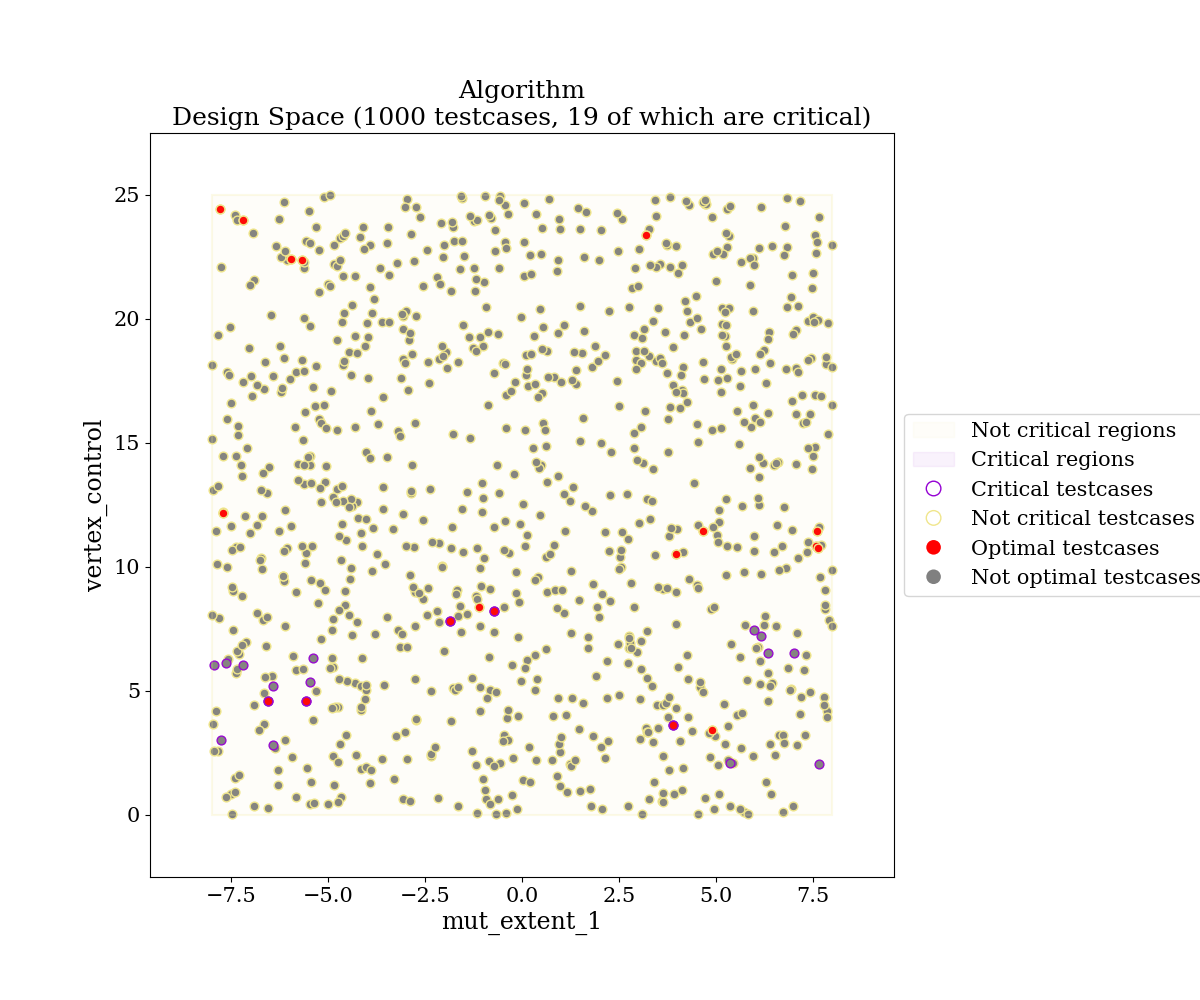 Algorithm
Design Space (1000 testcases, 19 of which are critical)
25
20
15
10
5
0
vertex_control
−7.5
−5.0
−2.5
0.0
2.5
5.0
7.5
mut_extent_1
Not critical regions
Critical regions
Critical testcases
Not critical testcases
Optimal testcases
Not optimal testcases